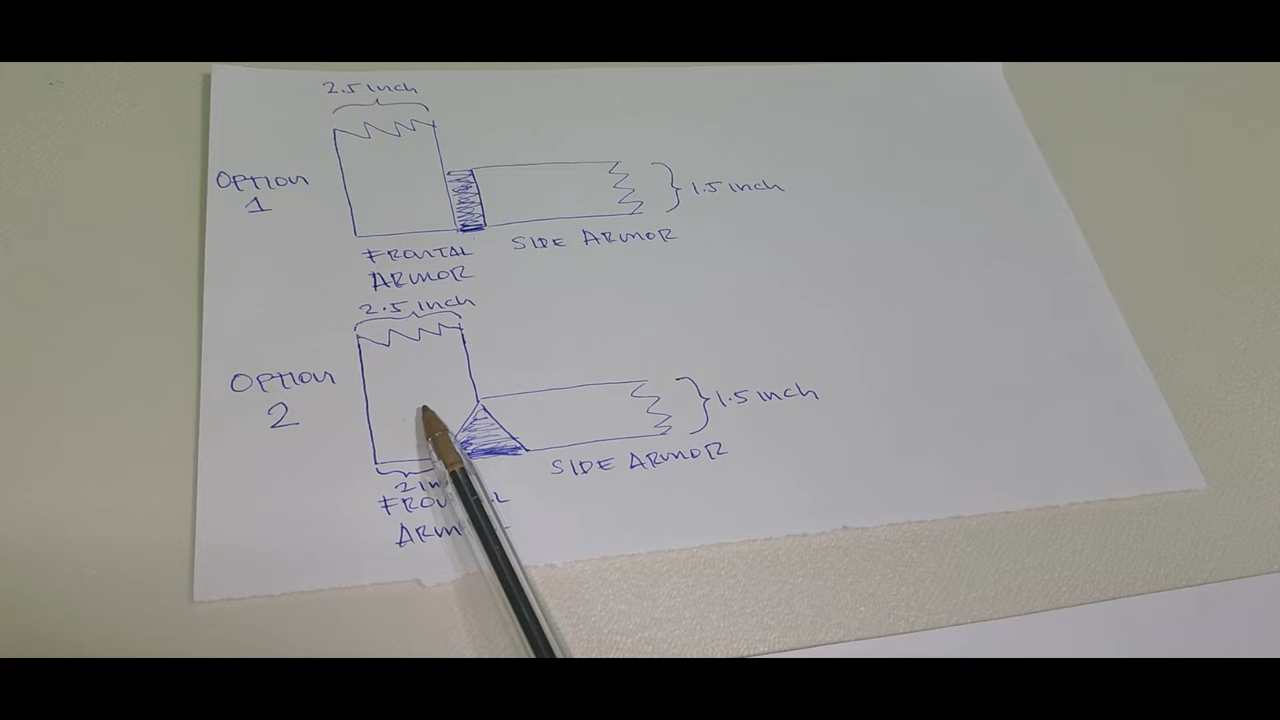 2.5 inch
OPTION
1
1.5 inch
FRONTAL
ARMOR
SIDE ARMOR
2.5 inch
OPTION
2
1.5 inch
SIDE ARMOR